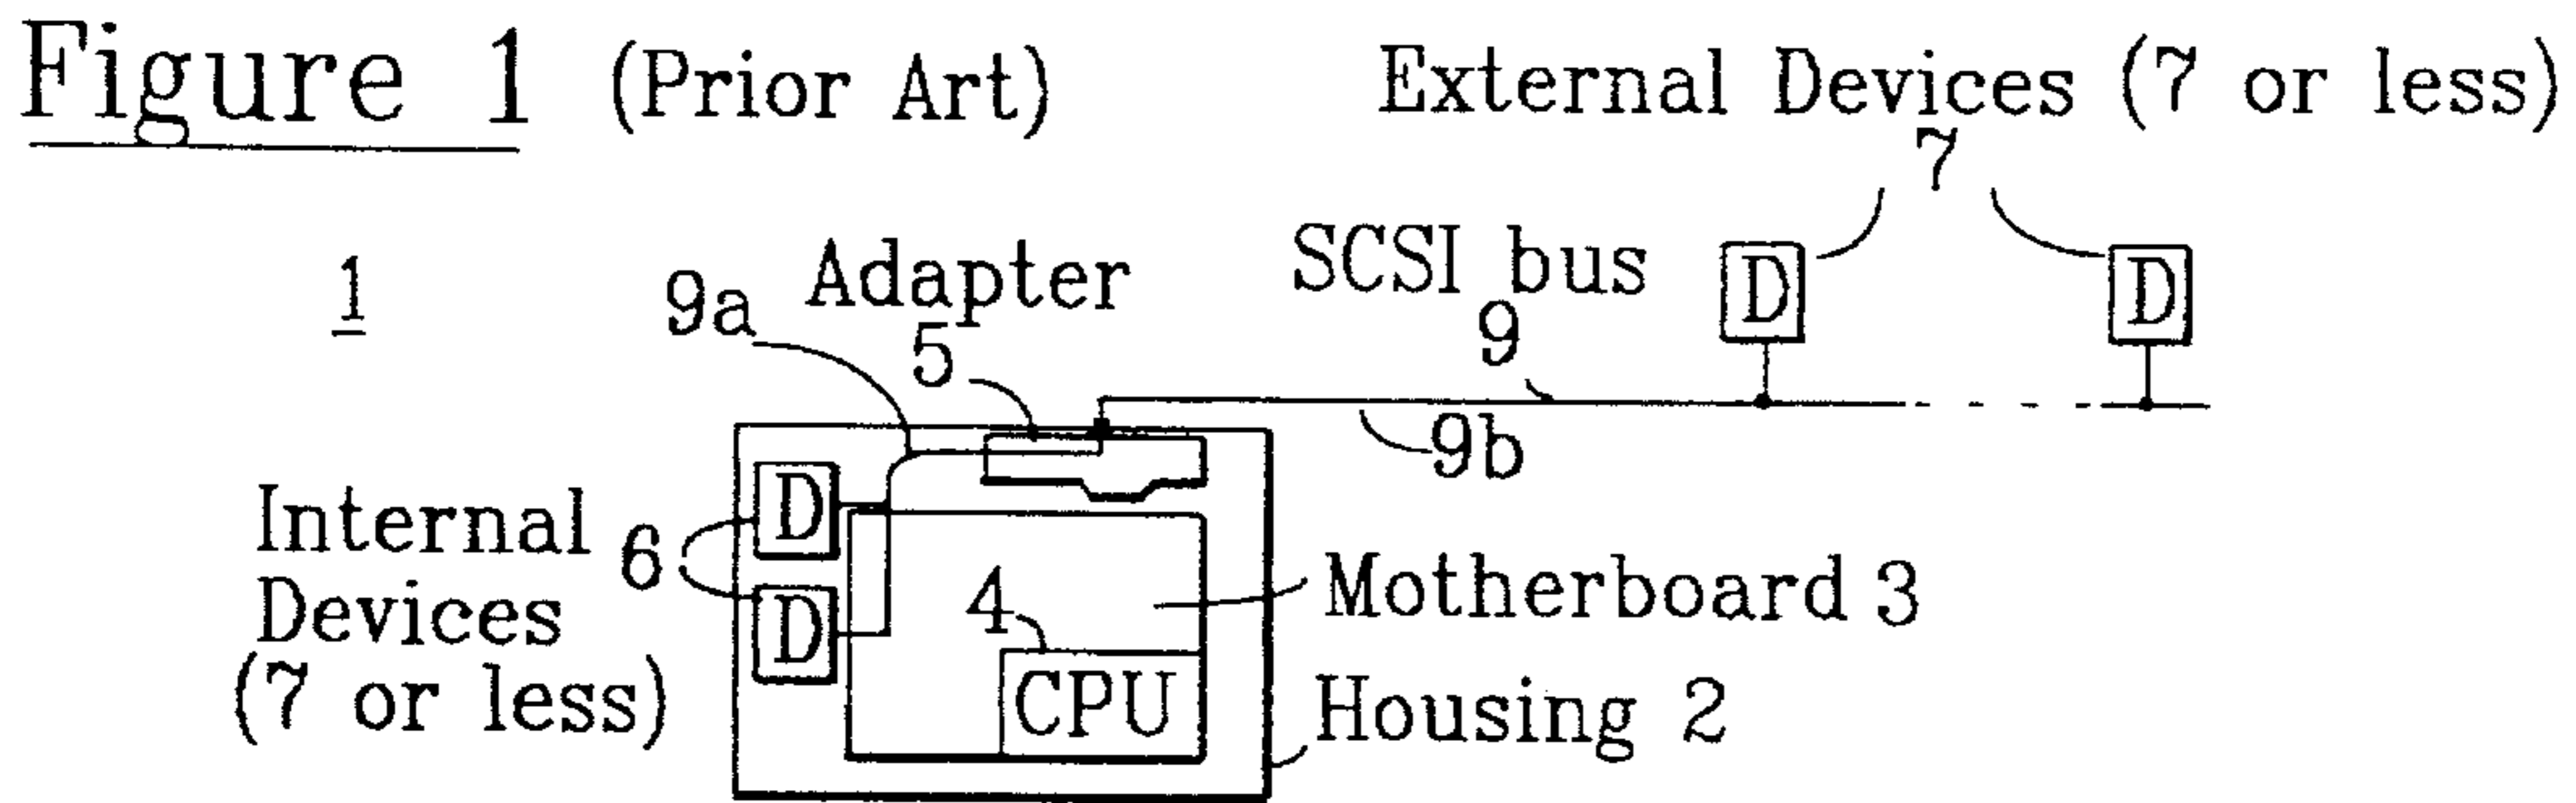 Figure 1 (Prior Art)
External Devices (7 or less)
7
1
9a
Adapter
5
SCSI bus
9
D
D
9b
Internal
Devices
(7 or less)
6
D
D
4
CPU
Motherboard 3
Housing 2